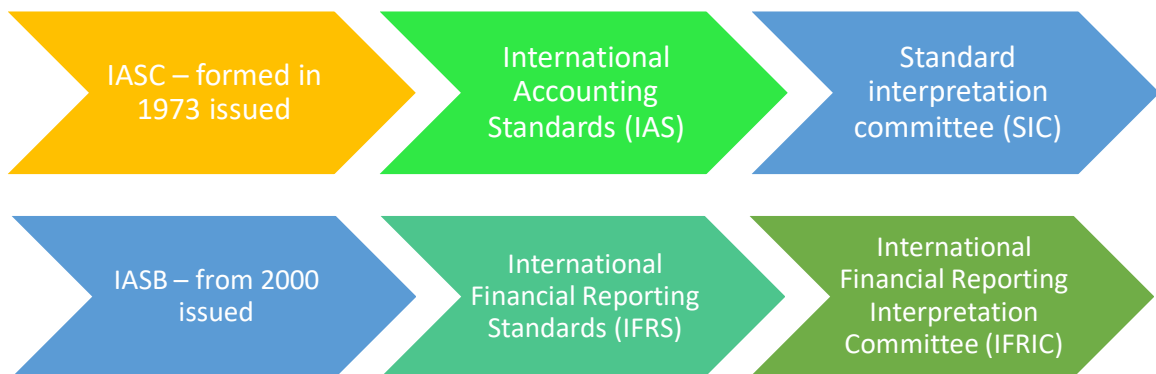 IASC – formed in
1973 issued
International
Accounting
Standards (IAS)
Standard
interpretation
committee (SIC)
IASB – from 2000
issued
International
Financial Reporting
Standards (IFRS)
International
Financial Reporting
Interpretation
Committee (IFRIC)